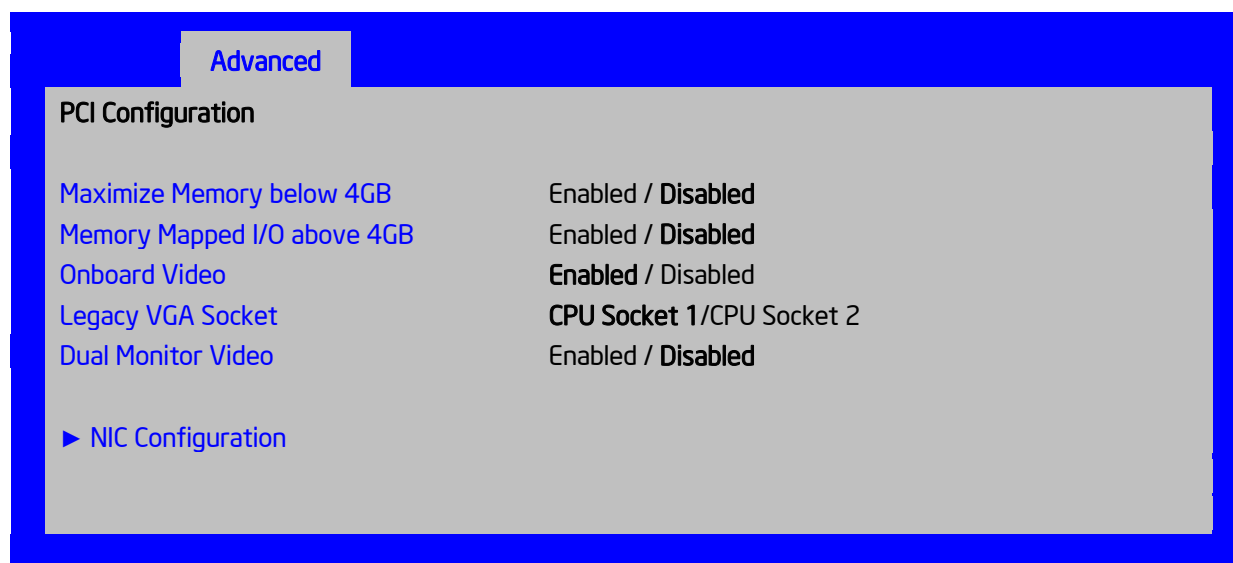 Advanced
PCI Configuration
Maximize Memory below 4GB Enabled / Disabled
Memory Mapped I/O above 4GB Enabled / Disabled
Onboard Video Enabled / Disabled
Legacy VGA Socket CPU Socket 1/CPU Socket 2
Dual Monitor Video Enabled / Disabled
► NIC Configuration